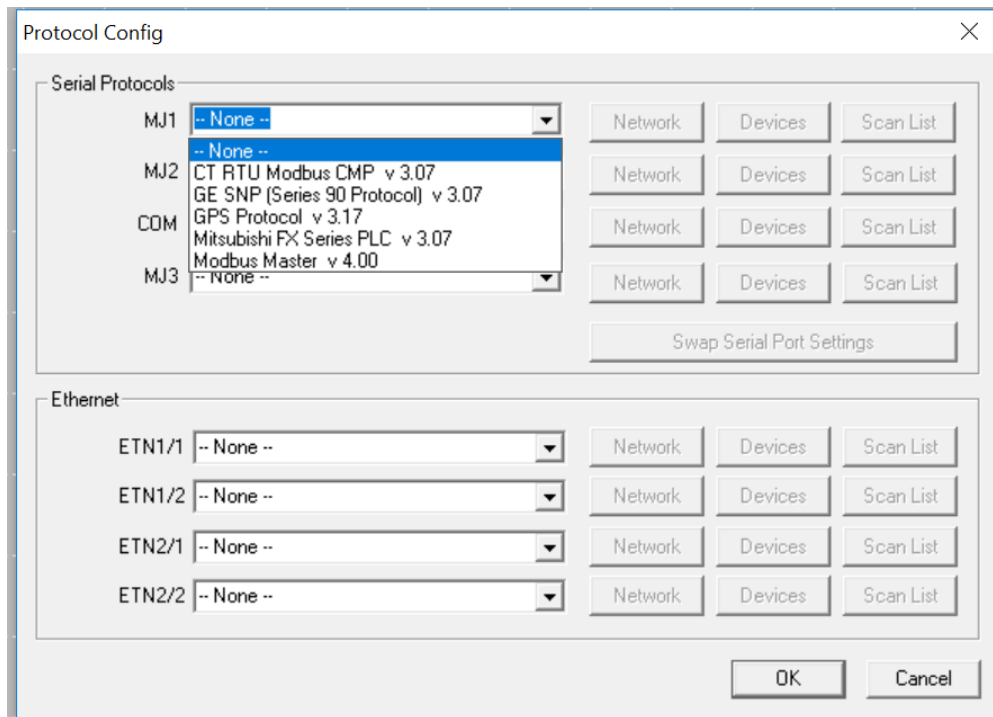 Protocol Config
Serial Protocols
MJ1 -- None -- Network Devices Scan List
-- None --
MJ2 CT RTU Modbus CMP v 3.07 Network Devices Scan List
GE SNP (Series 90 Protocol) v 3.07
COM GPS Protocol v 3.17 Network Devices Scan List
Mitsubishi FX Series PLC v 3.07
Modbus Master v 4.00
MJ3 -- None -- Network Devices Scan List
Swap Serial Port Settings
Ethernet
ETN1/1 -- None -- Network Devices Scan List
ETN1/2 -- None -- Network Devices Scan List
ETN2/1 -- None -- Network Devices Scan List
ETN2/2 -- None -- Network Devices Scan List
OK Cancel